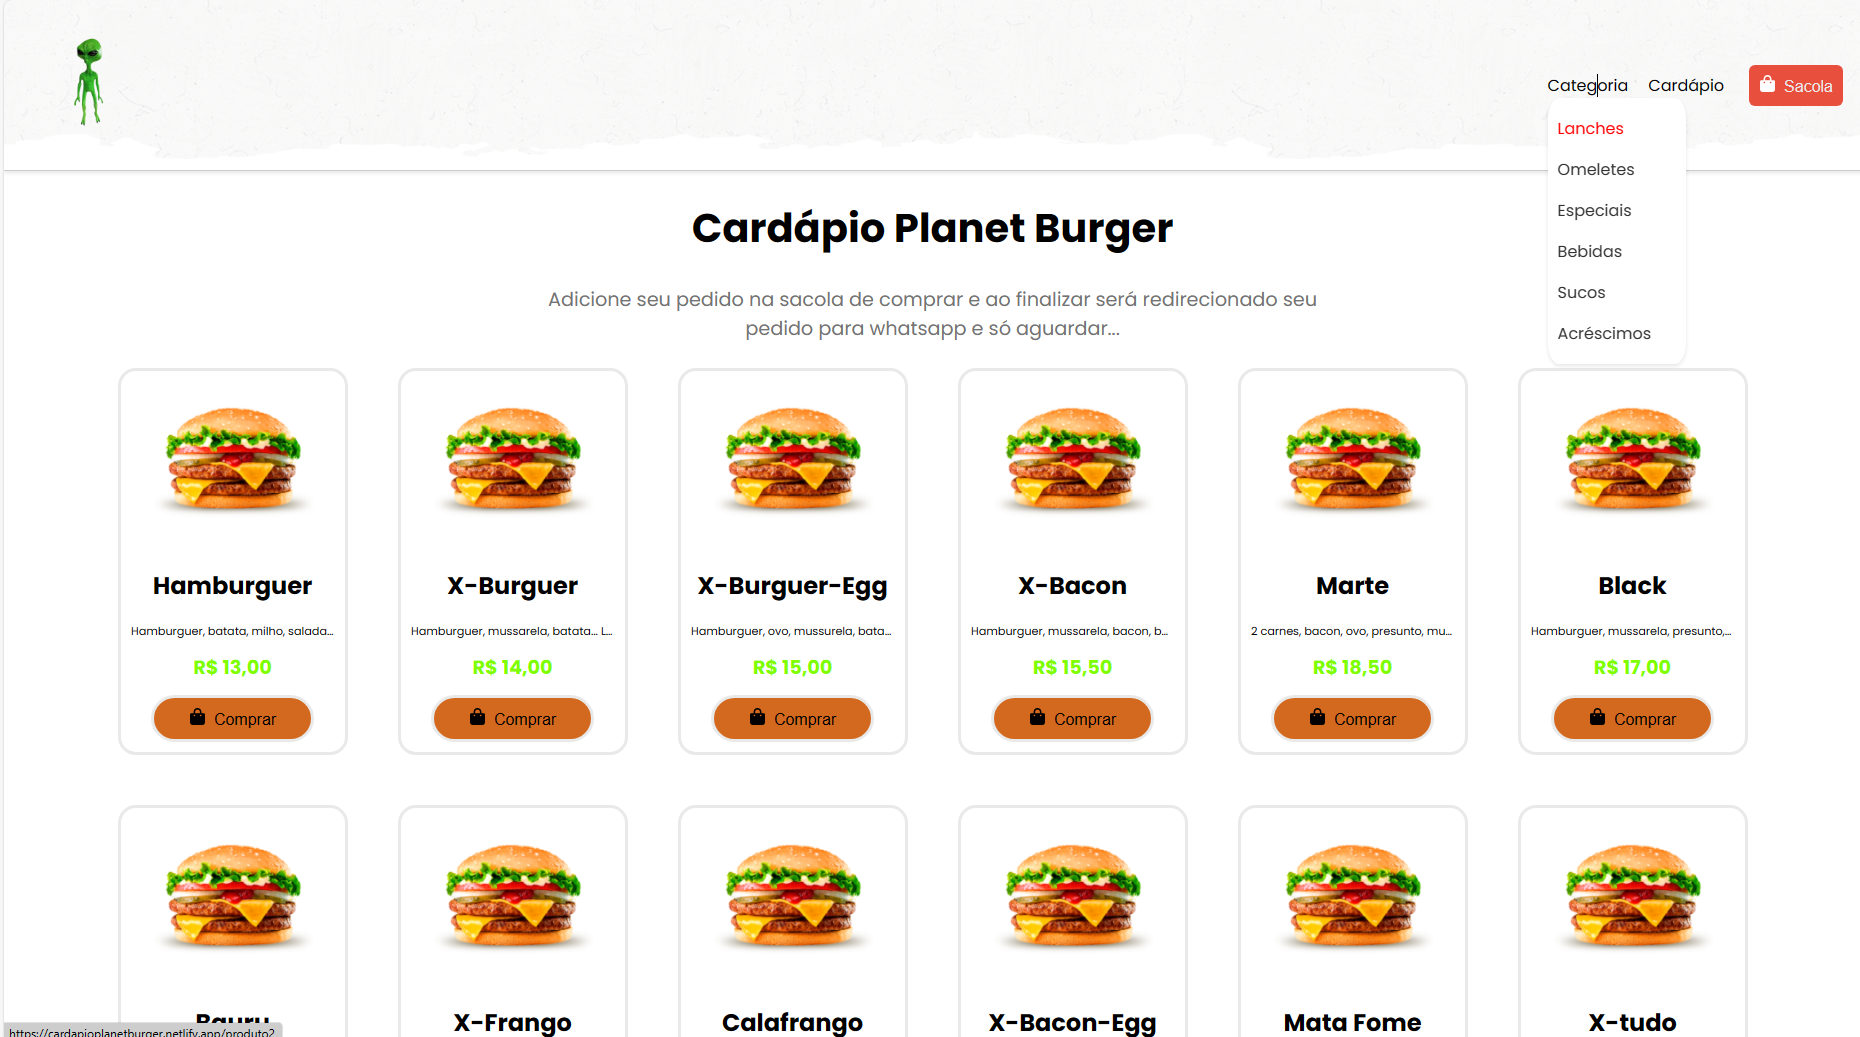 Categoria Cardápio Sacola
Lanches
Omeletes
Especiais
Bebidas
Sucos
Acréscimos
Cardápio Planet Burger
Adicione seu pedido na sacola de comprar e ao finalizar será redirecionado seu
pedido para whatsapp e só aguardar...
Hamburguer X-Burguer X-Burguer-Egg X-Bacon Marte Black
Hamburguer, batata, milho, salada... Hamburguer, mussarela, batata... L... Hamburguer, ovo, mussurela, bata... Hamburguer, mussarela, bacon, b... 2 carnes, bacon, ovo, presunto, mu... Hamburguer, mussarela, presunto,...
R$ 13,00 R$ 14,00 R$ 15,00 R$ 15,50 R$ 18,50 R$ 17,00
Comprar Comprar Comprar Comprar Comprar Comprar
Bauru X-Frango Calafrango X-Bacon-Egg Mata Fome X-tudo
https://cardapioplanetburger.netlify.app/produto2